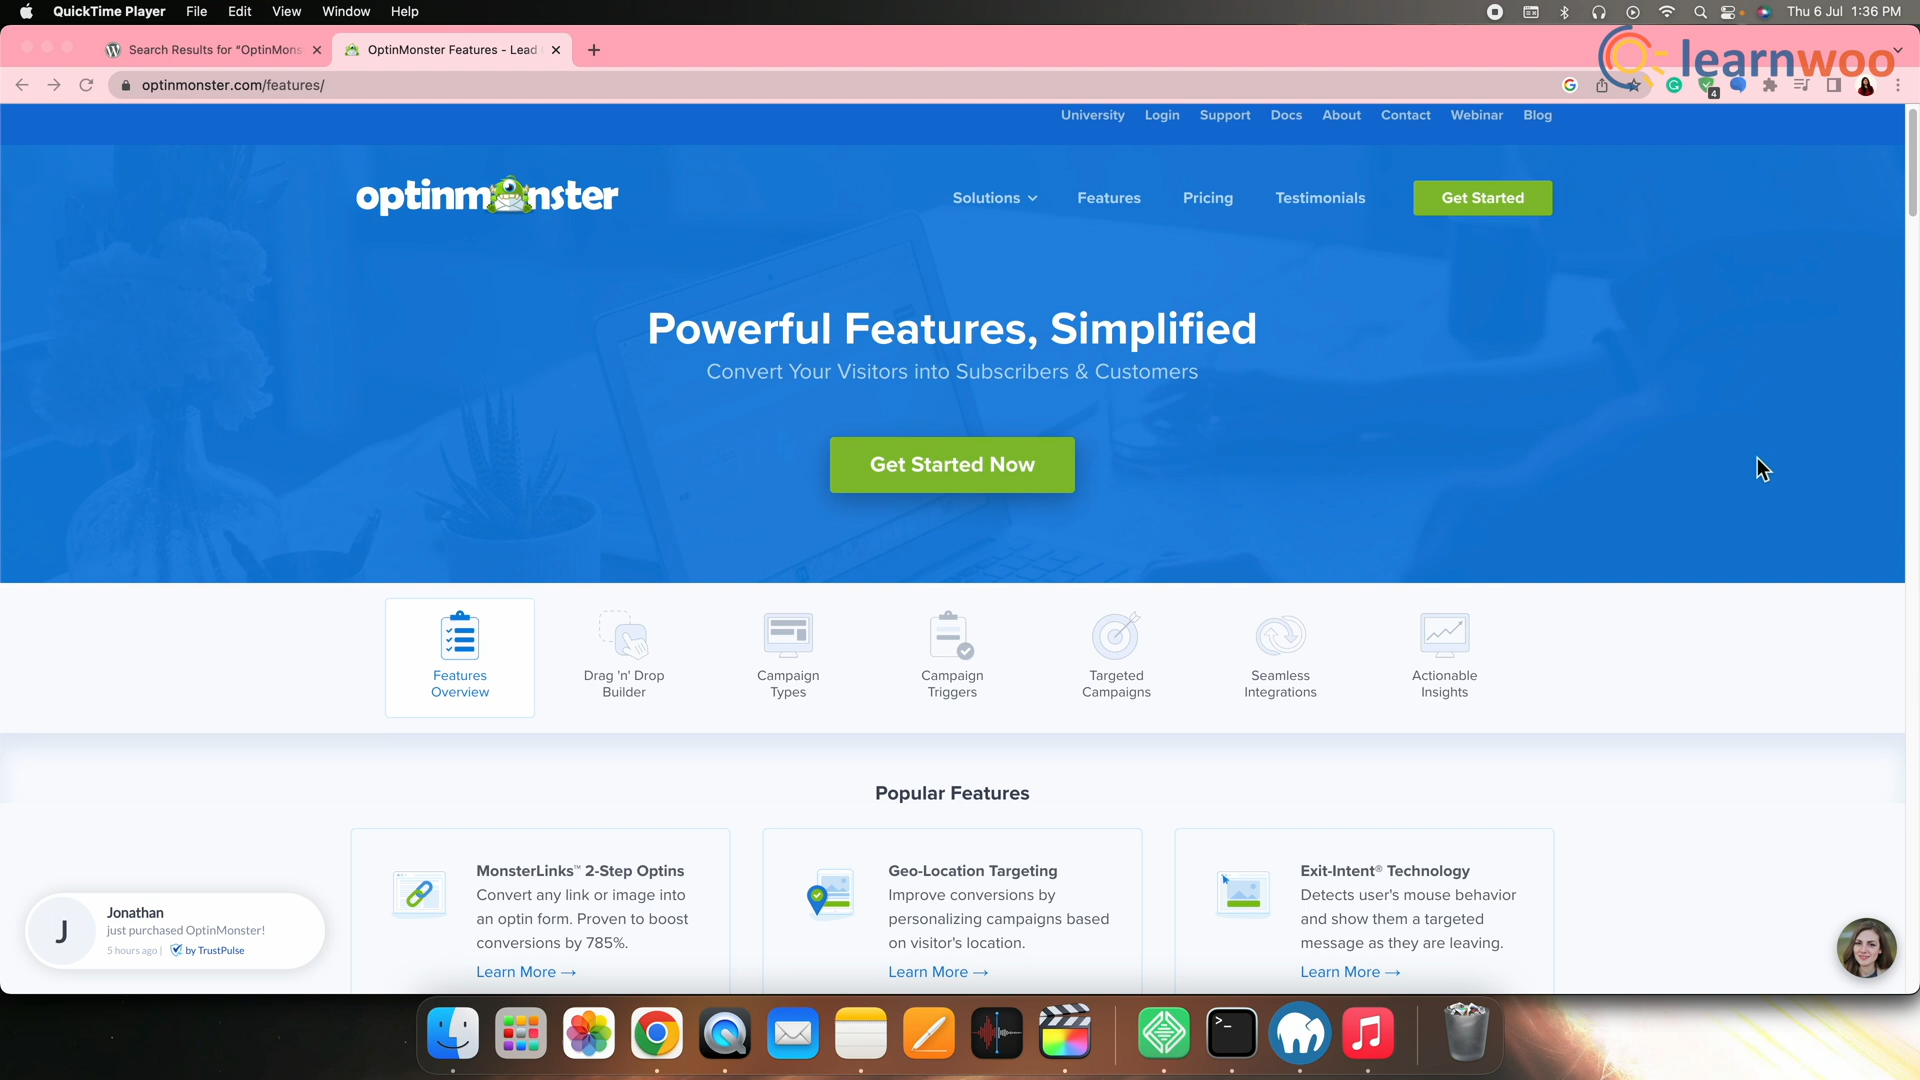 QuickTime Player File Edit View Window Help
Thu 6 Jul 1:36 PM
Search Results for "OptinMons
OptinMonster Features - Lead
learnwoo
optinmonster.com/features/
4
University Login Support Docs About Contact Webinar Blog
optinmonster
Solutions Features Pricing Testimonials Get Started
Powerful Features, Simplified
Convert Your Visitors into Subscribers & Customers
Get Started Now
Features
Overview
Drag 'n' Drop
Builder
Campaign
Types
Campaign
Triggers
Targeted
Campaigns
Seamless
Integrations
Actionable
Insights
Popular Features
MonsterLinks™ 2-Step Optins
Convert any link or image into
an optin form. Proven to boost
conversions by 785%.
Learn More →
Geo-Location Targeting
Improve conversions by
personalizing campaigns based
on visitor's location.
Learn More →
Exit-Intent® Technology
Detects user's mouse behavior
and show them a targeted
message as they are leaving.
Learn More →
J
Jonathan
just purchased OptinMonster!
5 hours ago | by TrustPulse